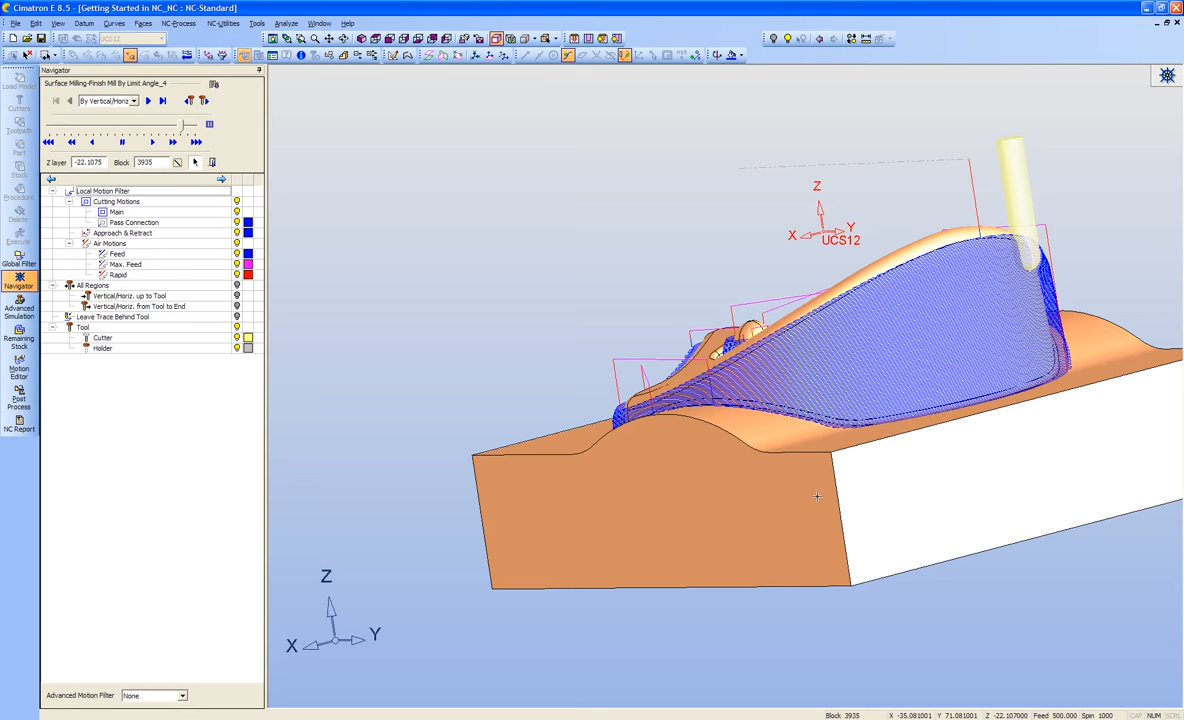 Cimatron E 8.5 - [Getting Started in NC_NC : NC-Standard]
File Edit View Datum Curves Faces NC-Process NC-Utilities Tools Analyze Window Help
UCS12
Navigator
Surface Milling-Finish Mill By Limit Angle_4
By Vertical/Horiz
Z layer -22.1075 Block 3935
Local Motion Filter
Cutting Motions
Main
Pass Connection
Approach & Retract
Air Motions
Feed
Max. Feed
Rapid
All Regions
Vertical/Horiz. up to Tool
Vertical/Horiz. from Tool to End
Leave Trace Behind Tool
Tool
Cutter
Holder
Advanced Motion Filter None
Load Model
Cutters
Toolpath
Part
Stock
Procedure
Delete
Execute
Global Filter
Navigator
Advanced
Simulation
Remaining
Stock
Motion
Editor
Post
Process
NC Report
Z
X Y
UCS12
Z
X Y
Block 3935 X -35.081001 Y 71.081001 Z -22.107000 Feed 500.000 Spin 1000 CAP NUM SCRL